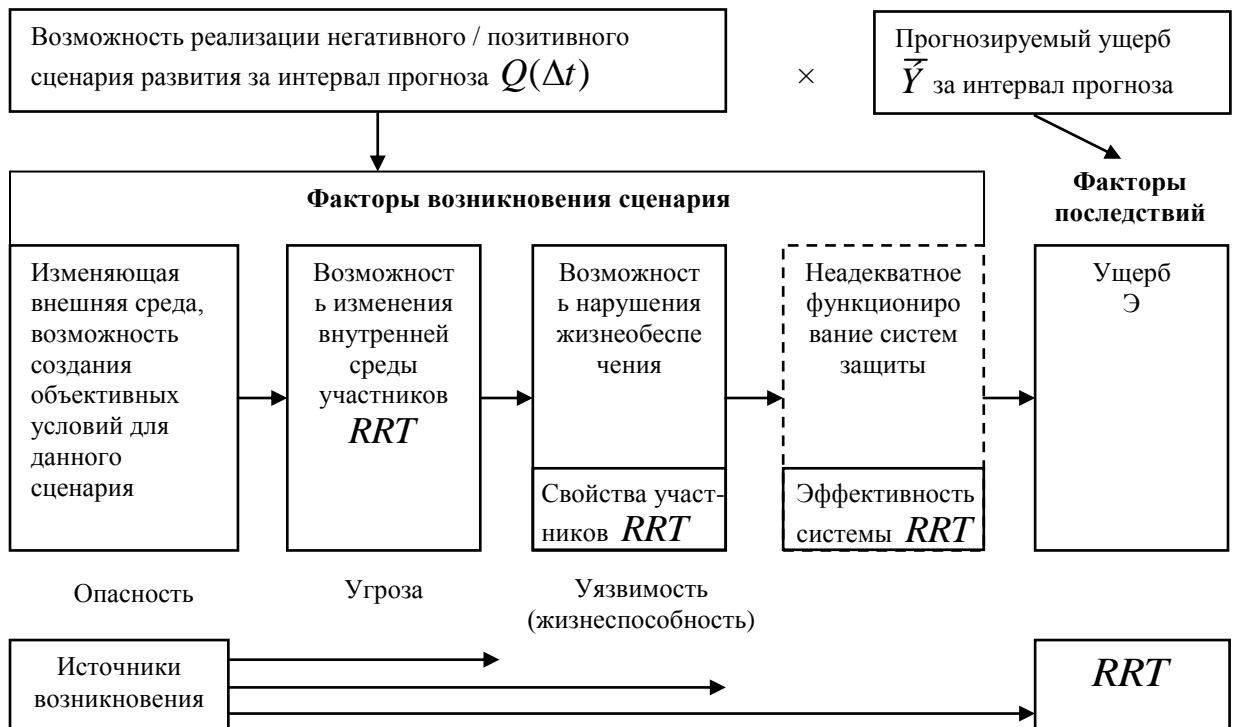 Возможность реализации негативного / позитивного
сценария развития за интервал прогноза Q(Δt)
×
Прогнозируемый ущерб
Y за интервал прогноза
Факторы возникновения сценария
Факторы
последствий
Изменяющая
внешняя среда,
возможность
создания
объективных
условий для
данного
сценария
Возможност
ь изменения
внутренней
среды
участников
RRT
Возможност
ь нарушения
жизнеобеспе
чения
Свойства участ-
ников RRT
Неадекватное
функциониро
вание систем
защиты
Эффективность
системы RRT
Ущерб
Э
Опасность
Угроза
Уязвимость
(жизнеспособность)
Источники
возникновения
RRT